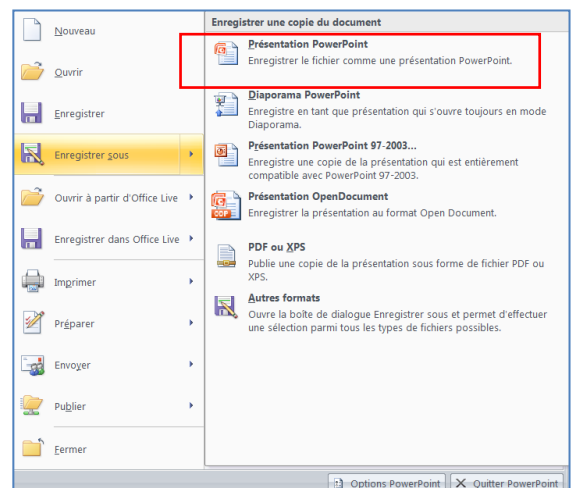 Nouveau
Ouvrir
Enregistrer
Enregistrer sous
Ouvrir à partir d'Office Live
Enregistrer dans Office Live
Imprimer
Préparer
Envoyer
Publier
Fermer
Enregistrer une copie du document
Présentation PowerPoint
Enregistrer le fichier comme une présentation PowerPoint.
Diaporama PowerPoint
Enregistre en tant que présentation qui s'ouvre toujours en mode
Diaporama.
Présentation PowerPoint 97-2003...
Enregistre une copie de la présentation qui est entièrement
compatible avec PowerPoint 97-2003.
Présentation OpenDocument
Enregistrer la présentation au format Open Document.
PDF ou XPS
Publie une copie de la présentation sous forme de fichier PDF ou
XPS.
Autres formats
Ouvre la boîte de dialogue Enregistrer sous et permet d'effectuer
une sélection parmi tous les types de fichiers possibles.
Options PowerPoint
Quitter PowerPoint